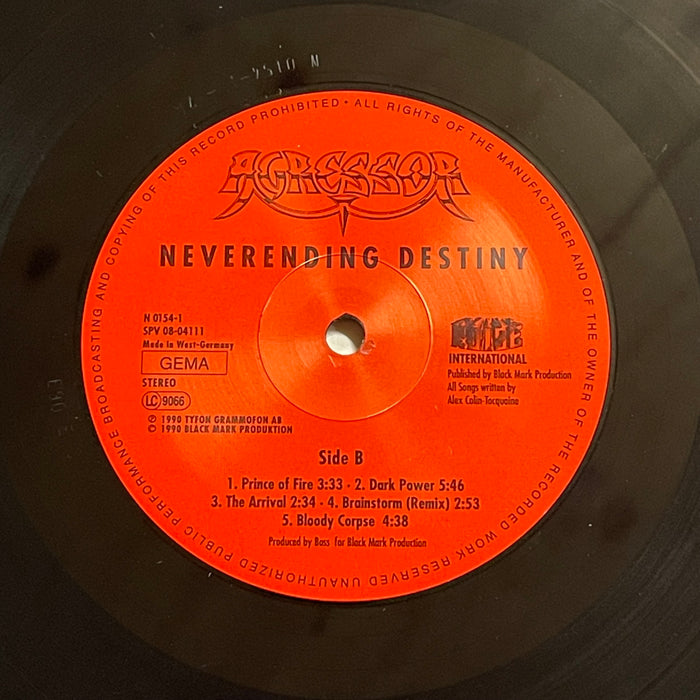 N 0154-1
ALL RIGHTS OF THE MANUFACTURER AND OF THE OWNER OF THE RECORDED WORK RESERVED UNAUTHORIZED PUBLIC PERFORMANCE BROADCASTING AND COPYING OF THIS RECORD PROHIBITED •
AGRESSOR
NEVERENDING DESTINY
N 0154-1
SPV 08-04111
Made in West-Germany
GEMA
STEREO
LC 9066
℗ 1990 TYFON GRAMMOFON AB
© 1990 BLACK MARK PRODUKTION
NOISE
INTERNATIONAL
Published by Black Mark Production
All Songs written by
Alex Colin-Tocquaine
Side B
1. Prince of Fire 3:33 - 2. Dark Power 5:46
3. The Arrival 2:34 - 4. Brainstorm (Remix) 2:53
5. Bloody Corpse 4:38
Produced by Boss for Black Mark Production